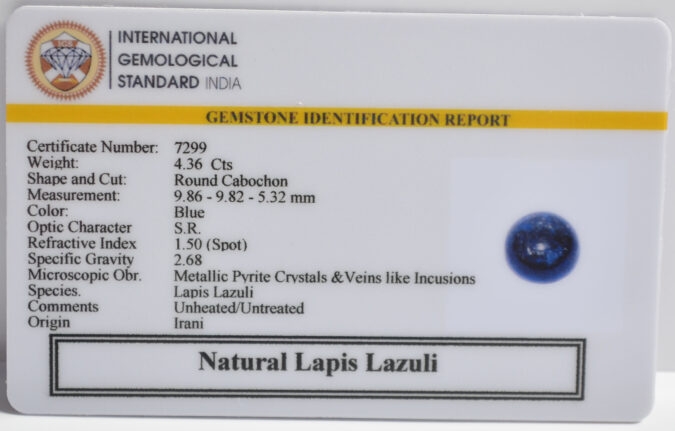 INTERNATIONAL
GEMOLOGICAL
STANDARD INDIA
GEMSTONE IDENTIFICATION REPORT
Certificate Number: 7299
Weight: 4.36 Cts
Shape and Cut: Round Cabochon
Measurement: 9.86 - 9.82 - 5.32 mm
Color: Blue
Optic Character S.R.
Refractive Index 1.50 (Spot)
Specific Gravity 2.68
Microscopic Obr. Metallic Pyrite Crystals &Veins like Incusions
Species. Lapis Lazuli
Comments Unheated/Untreated
Origin Irani
Natural Lapis Lazuli